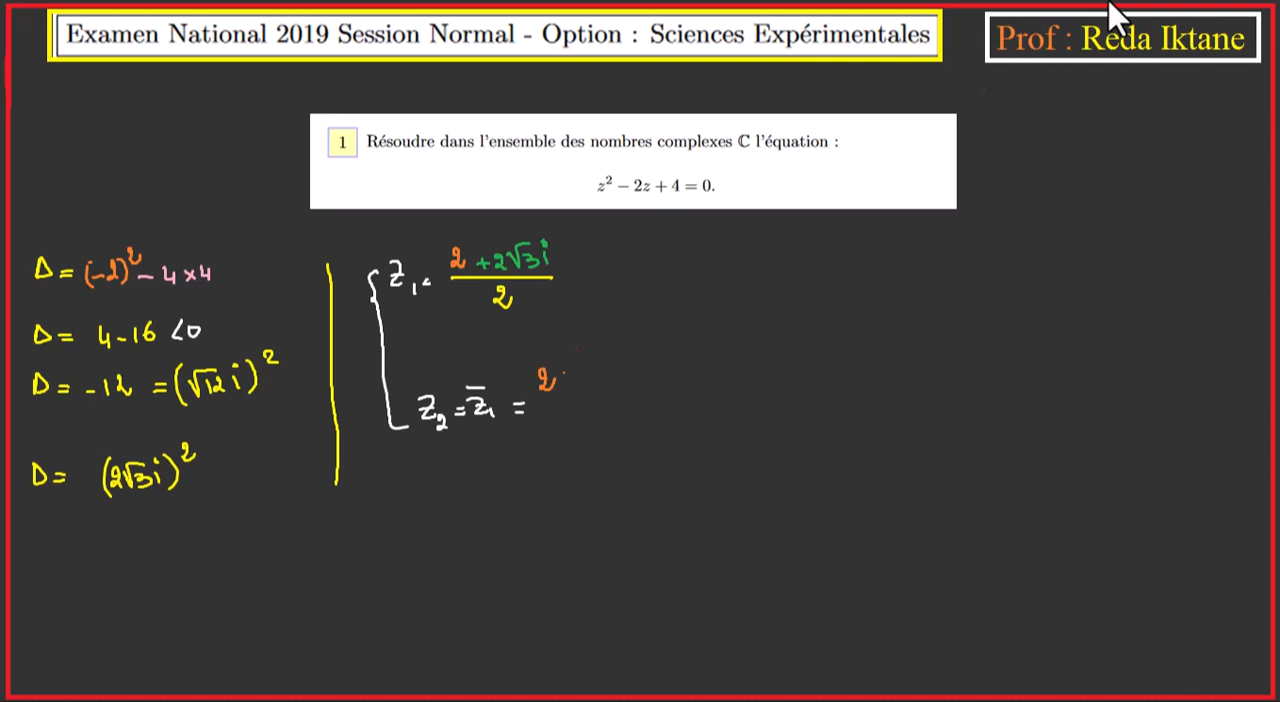 Examen National 2019 Session Normal - Option : Sciences Expérimentales
Prof : Reda Iktane
1 Résoudre dans l'ensemble des nombres complexes ℂ l'équation :
z² − 2z + 4 = 0.
Δ = (-2)² - 4 × 4
Δ = 4 - 16 < 0
Δ = -12 = (√12 i)²
Δ = (2√3 i)²
z₁ = (2 + 2√3 i) / 2
z₂ = z̄₁ = 2